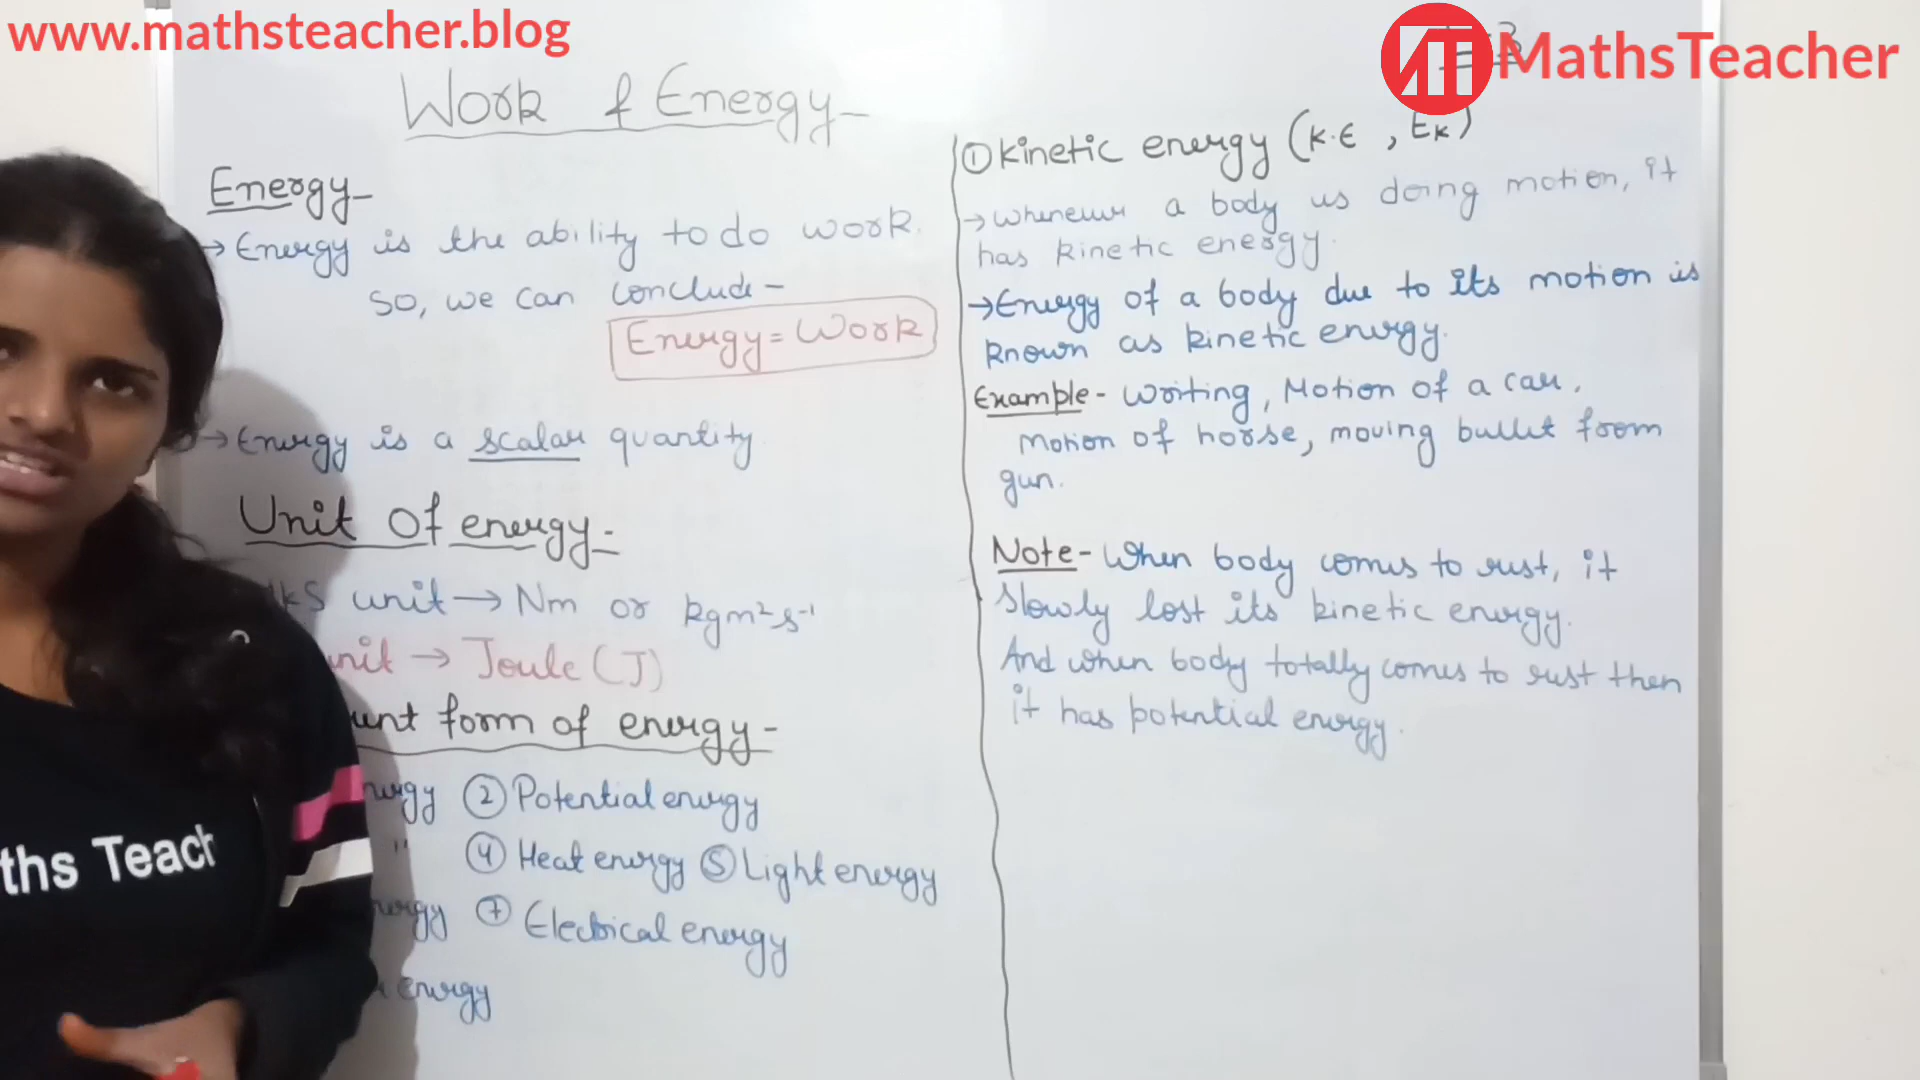 www.mathsteacher.blog
MathsTeacher
Work & Energy-
Energy-
→ Energy is the ability to do work.
So, we can conclude-
Energy = Work
→ Energy is a scalar quantity
Unit Of energy-
unit → Nm or kgm²s⁻¹
unit → Joule (J)
form of energy-
② Potential energy
" ④ Heat energy ⑤ Light energy
⑦ Electrical energy
energy
① Kinetic energy (K.E , Ek)
→ Whenever a body is doing motion, it
has kinetic energy.
→ Energy of a body due to its motion is
known as kinetic energy.
Example- Writing, Motion of a car.
Motion of horse, moving bullet from
gun.
Note- When body comes to rest, it
slowly lost its kinetic energy.
And when body totally comes to rest then
it has potential energy.
ths Teach